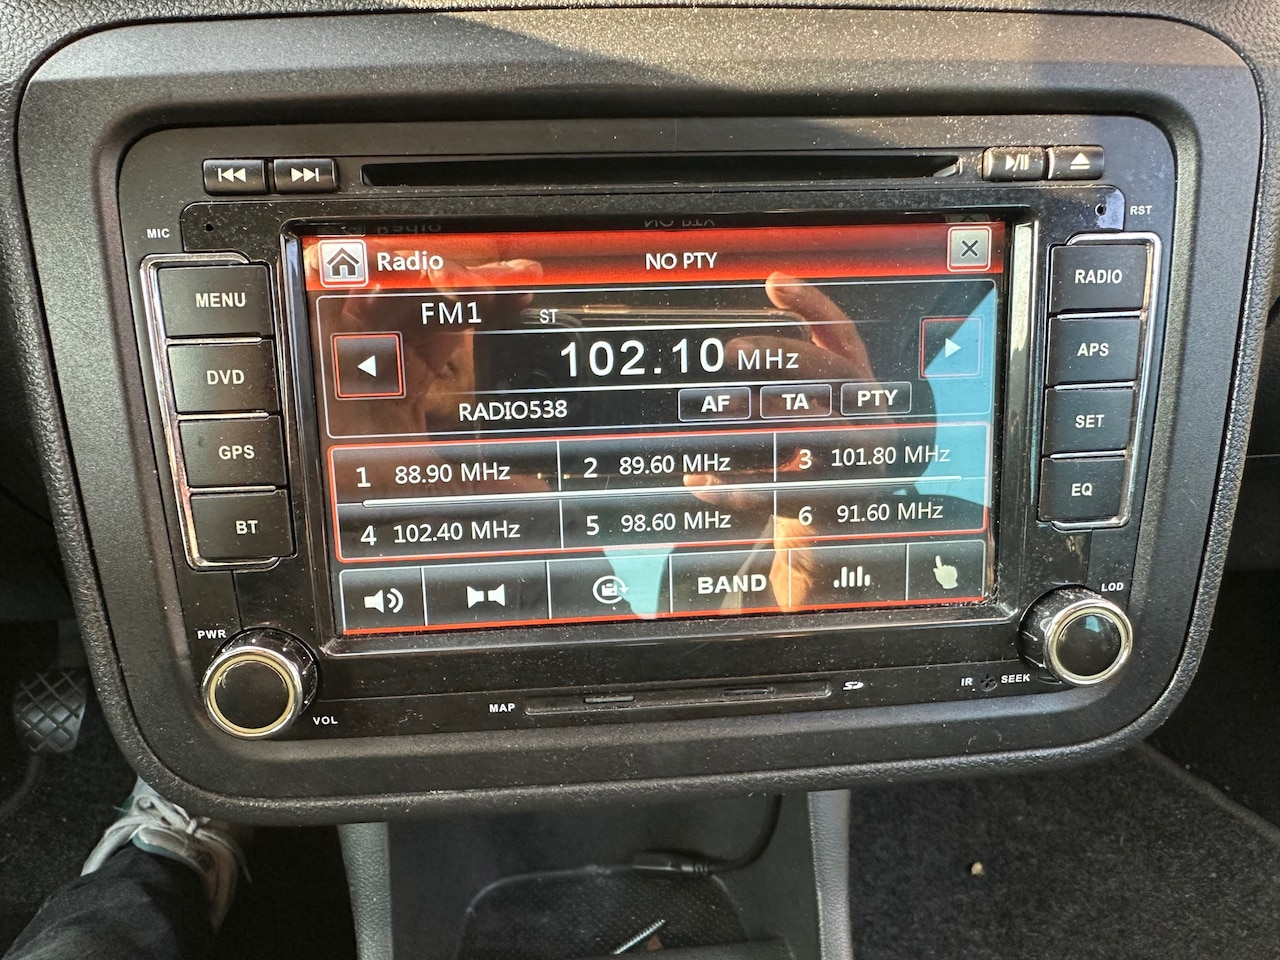 MIC
RST
MENU
DVD
GPS
BT
Radio
NO PTY
FM1
ST
102.10 MHz
RADIO538
AF
TA
PTY
1 88.90 MHz
2 89.60 MHz
3 101.80 MHz
4 102.40 MHz
5 98.60 MHz
6 91.60 MHz
BAND
RADIO
APS
SET
EQ
PWR
VOL
LOD
MAP
IR
SEEK